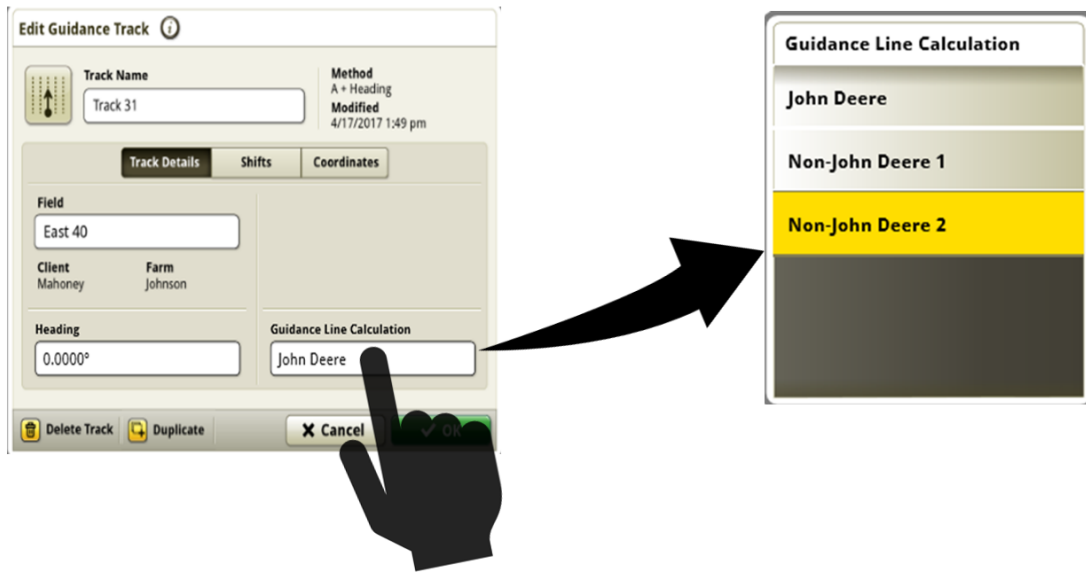 Edit Guidance Track
Track Name
Track 31
Method
A + Heading
Modified
4/17/2017 1:49 pm
Track Details Shifts Coordinates
Field
East 40
Client Farm
Mahoney Johnson
Heading Guidance Line Calculation
0.0000° John Deere
Delete Track Duplicate Cancel OK
Guidance Line Calculation
John Deere
Non-John Deere 1
Non-John Deere 2